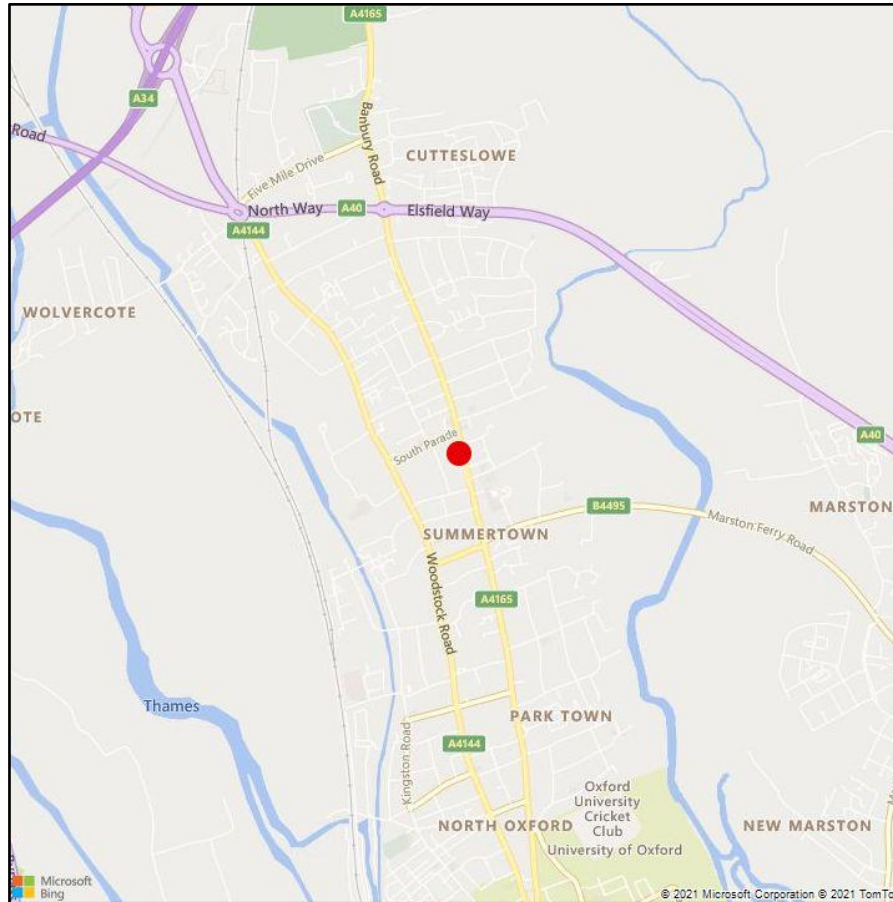 A4165
A34
Road
Banbury Road
CUTTESLOWE
Five Mile Drive
North Way
A40
Elsfield Way
A4144
WOLVERCOTE
OTE
South Parade
A40
MARSTON
B4495
Marston Ferry Road
SUMMERTOWN
Woodstock Road
A4165
Thames
PARK TOWN
Kingston Road
A4144
Oxford
University
Cricket
Club
NORTH OXFORD
University of Oxford
NEW MARSTON
Microsoft
Bing
© 2021 Microsoft Corporation © 2021 TomTo